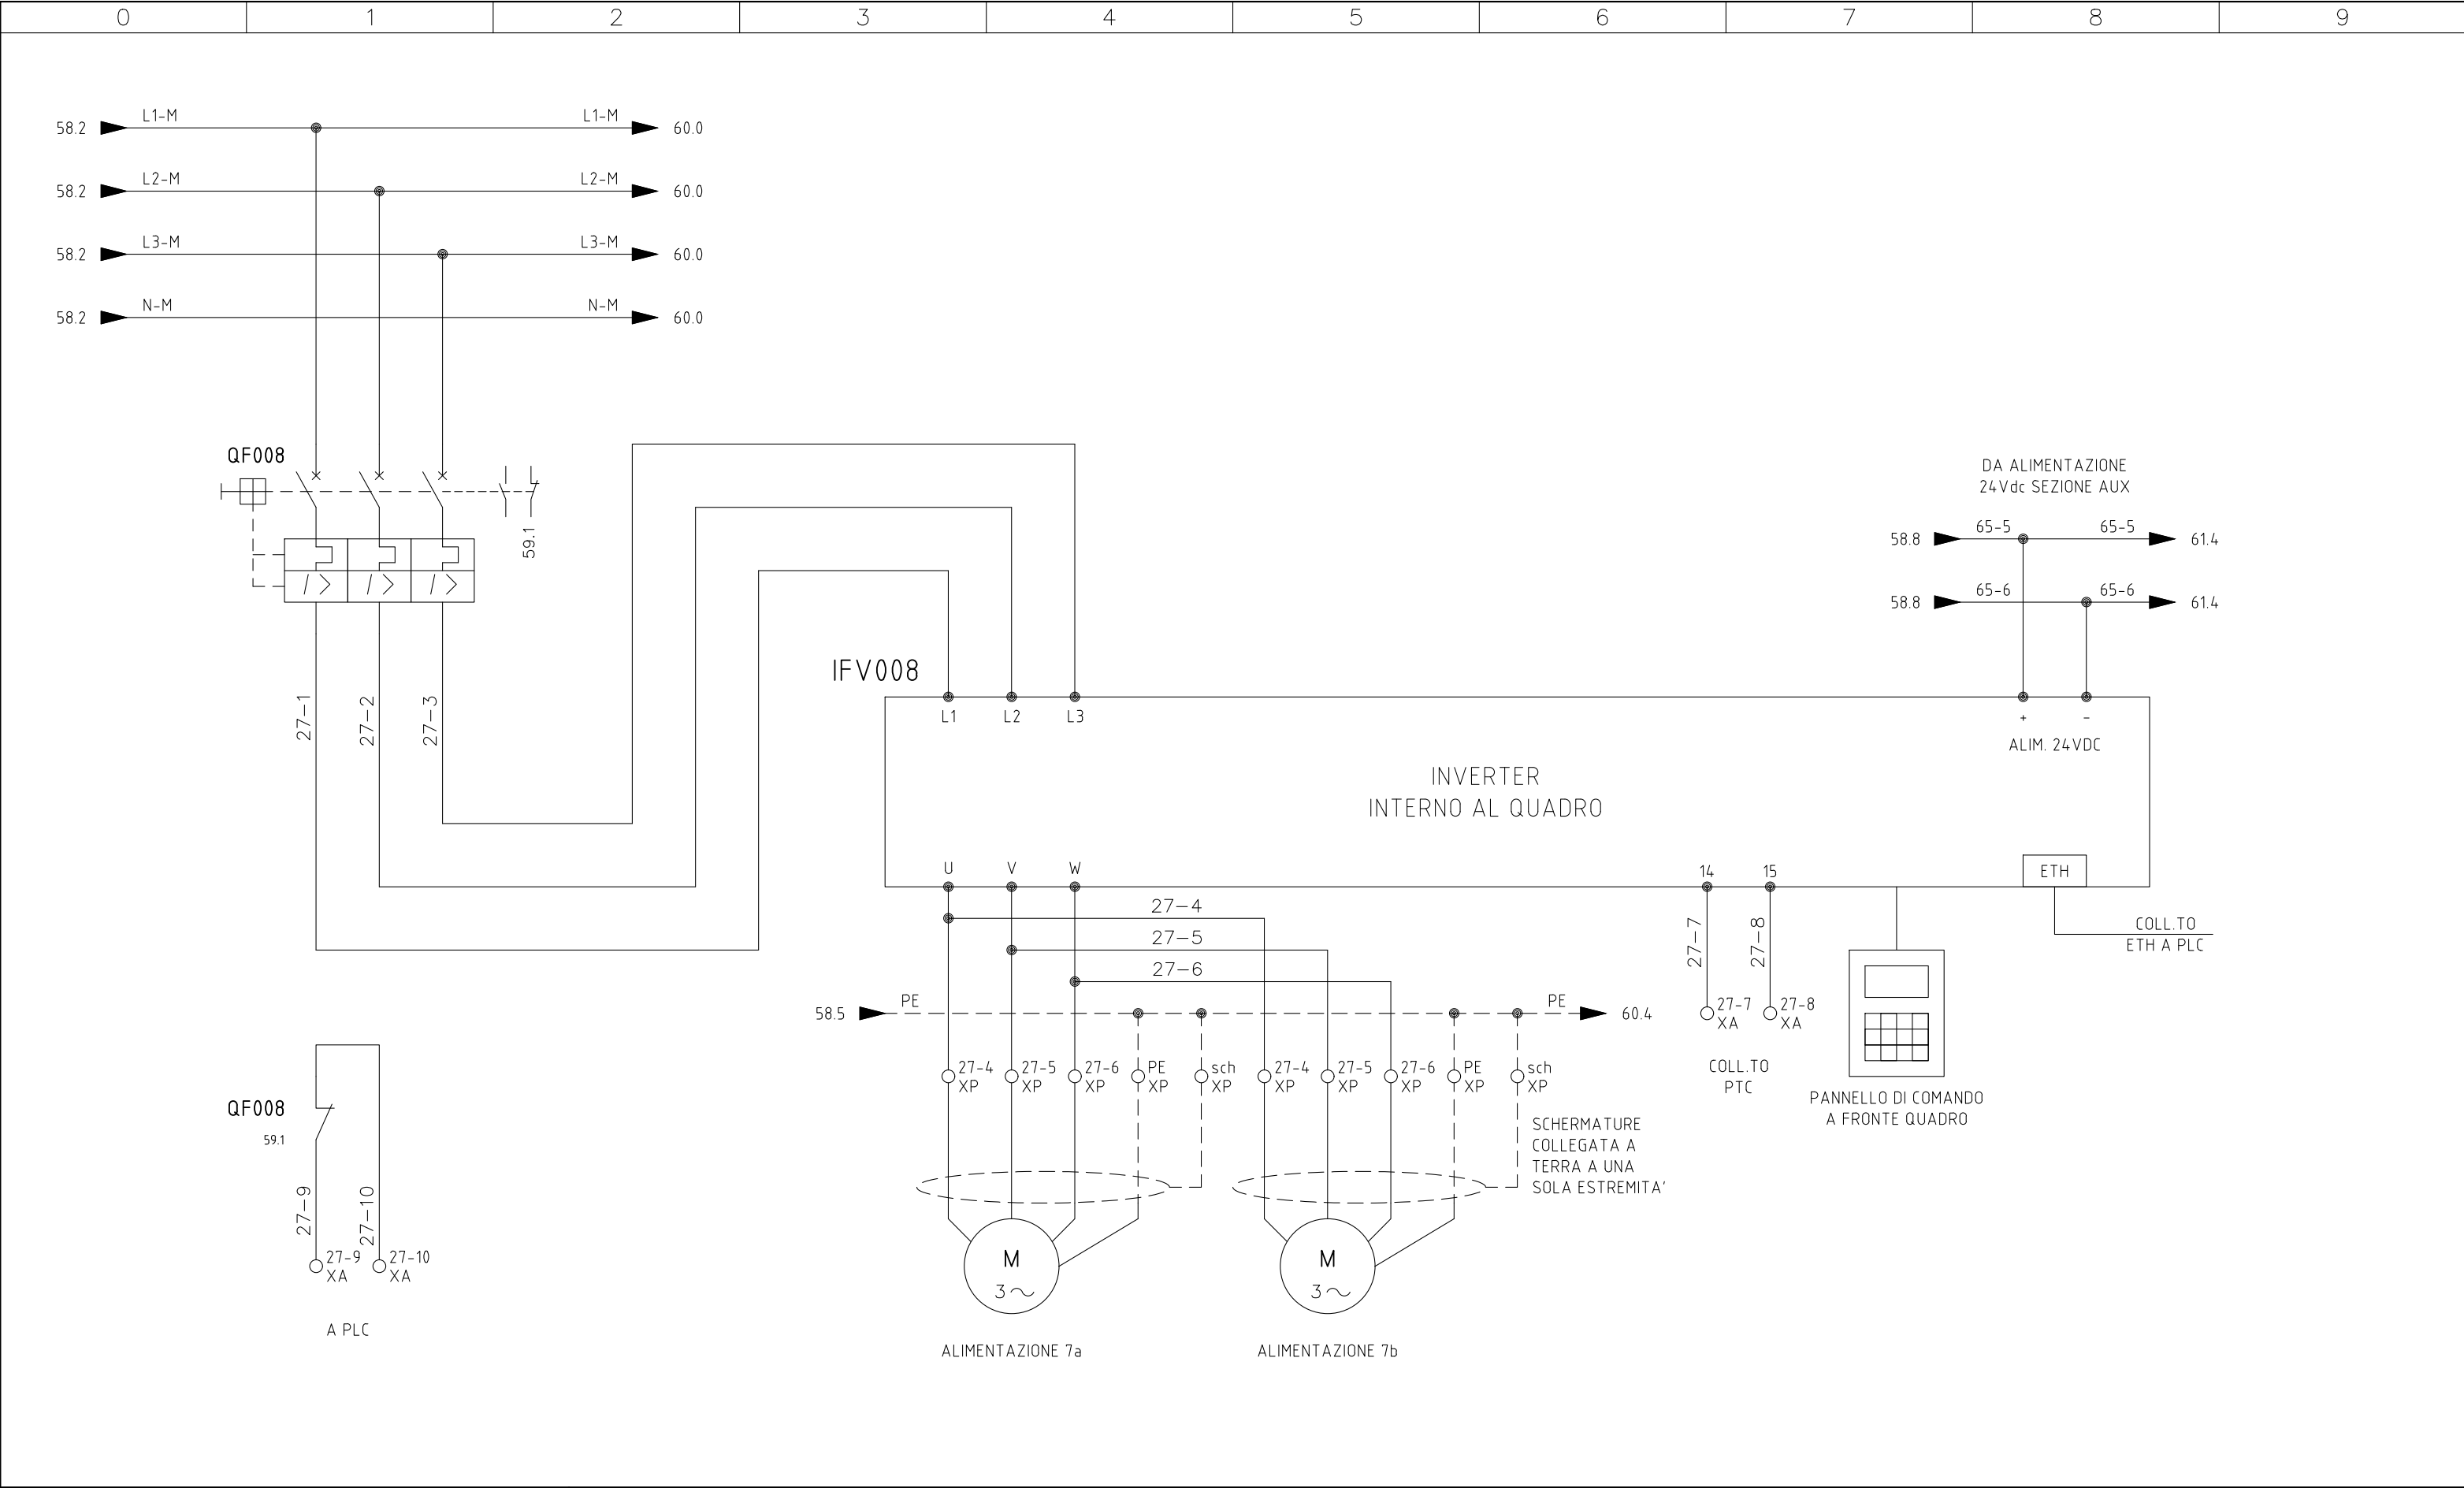 0 1 2 3 4 5 6 7 8 9
58.2 L1-M L1-M 60.0
58.2 L2-M L2-M 60.0
58.2 L3-M L3-M 60.0
58.2 N-M N-M 60.0
QF008
59.1
I> I> I>
27-1
27-2
27-3
DA ALIMENTAZIONE
24Vdc SEZIONE AUX
58.8 65-5 65-5 61.4
58.8 65-6 65-6 61.4
IFV008
L1 L2 L3
+ -
ALIM. 24VDC
INVERTER
INTERNO AL QUADRO
U V W
14 15
ETH
27-4
27-5
27-6
27-7
27-8
COLL.TO
ETH A PLC
58.5 PE PE 60.4
27-7
XA
27-8
XA
COLL.TO
PTC
PANNELLO DI COMANDO
A FRONTE QUADRO
27-4
XP
27-5
XP
27-6
XP
PE
XP
sch
XP
27-4
XP
27-5
XP
27-6
XP
PE
XP
sch
XP
SCHERMATURE
COLLEGATA A
TERRA A UNA
SOLA ESTREMITA'
QF008
59.1
27-9
27-10
27-9
XA
27-10
XA
A PLC
M
3~
M
3~
ALIMENTAZIONE 7a
ALIMENTAZIONE 7b